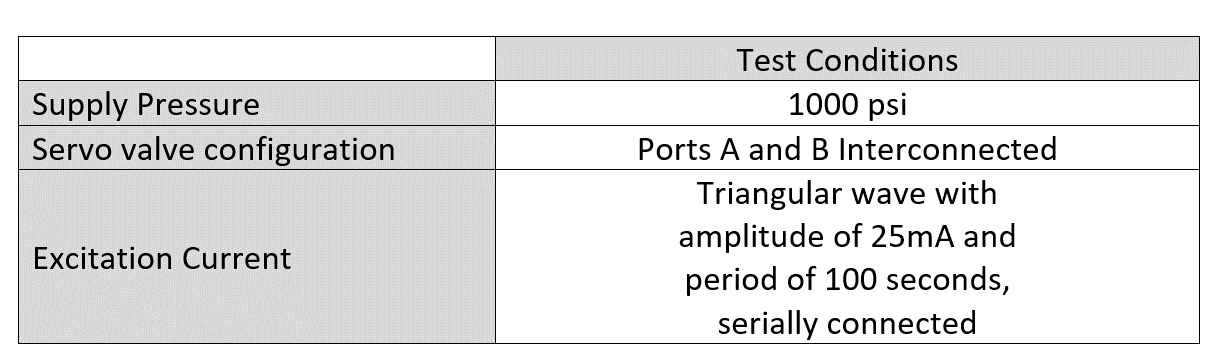 Test Conditions
Supply Pressure
1000 psi
Servo valve configuration
Ports A and B Interconnected
Excitation Current
Triangular wave with
amplitude of 25mA and
period of 100 seconds,
serially connected